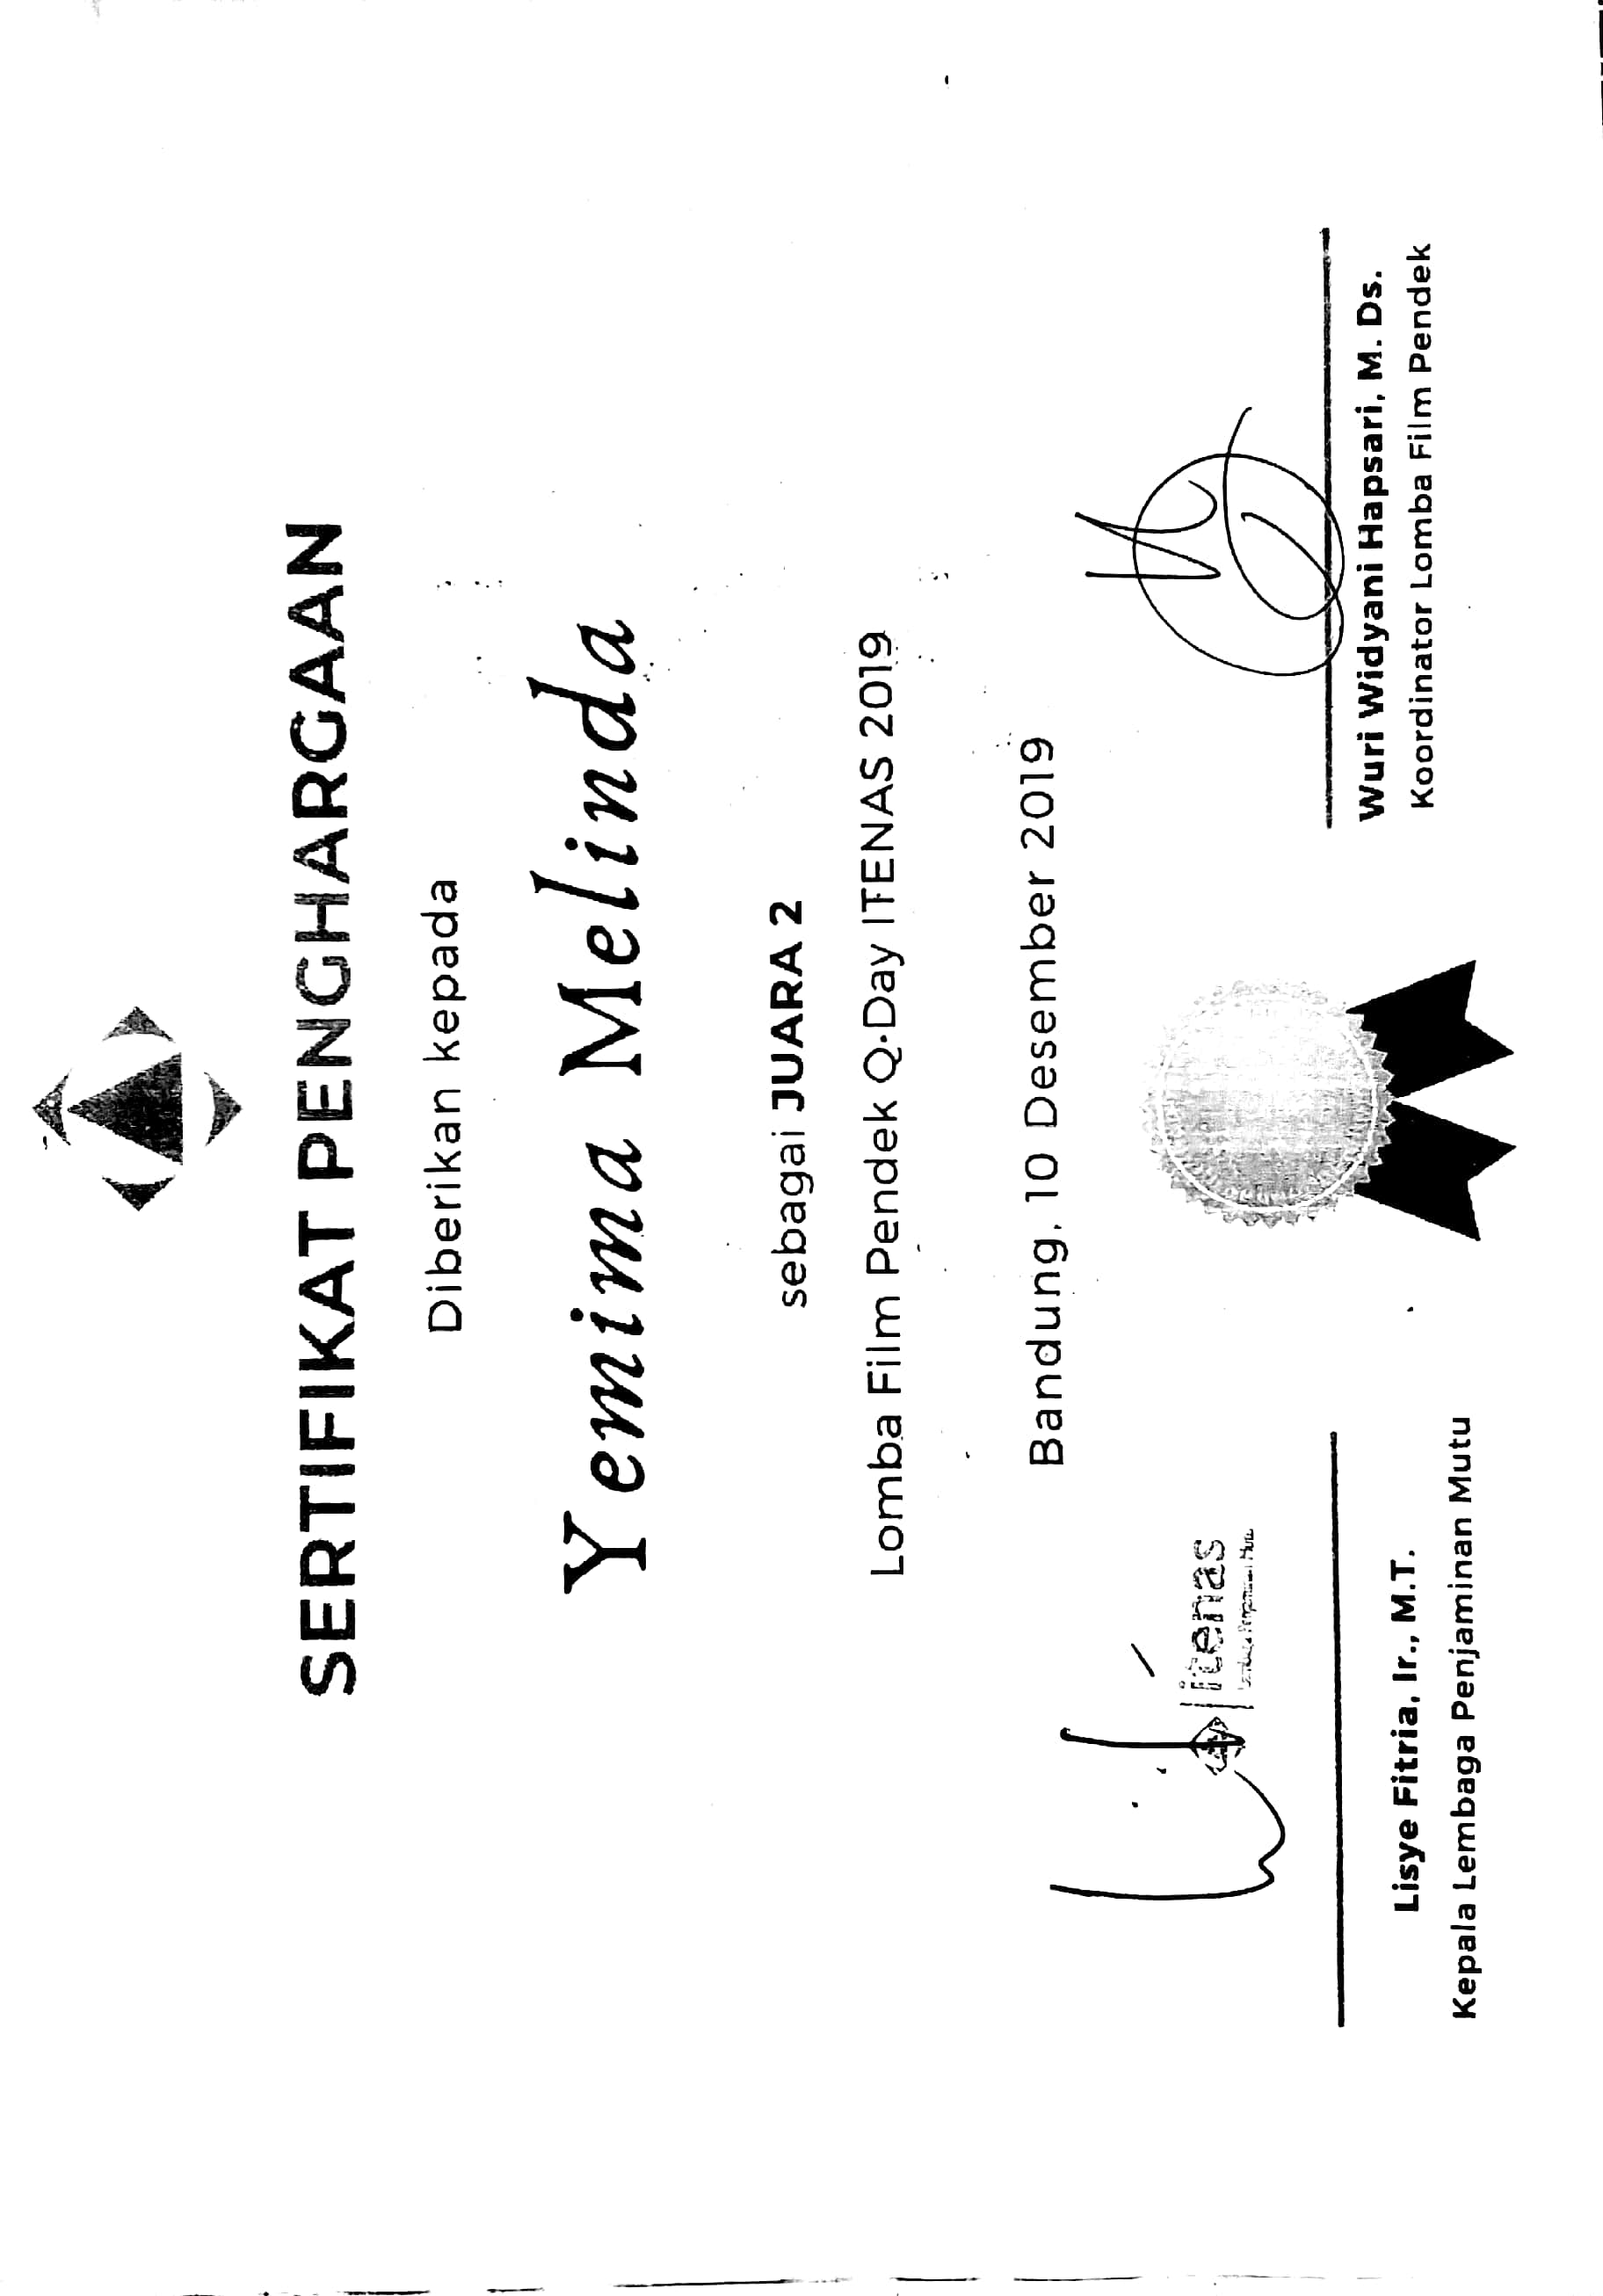 SERTIFIKAT PENGHARGAAN
Diberikan kepada
Yemima Melinda
sebagai JUARA 2
Lomba Film Pendek Q-Day ITENAS 2019
Bandung, 10 Desember 2019
itenas
Lisye Fitria, Ir., M.T.
Kepala Lembaga Penjaminan Mutu
Wuri Widyani Hapsari, M. Ds.
Koordinator Lomba Film Pendek